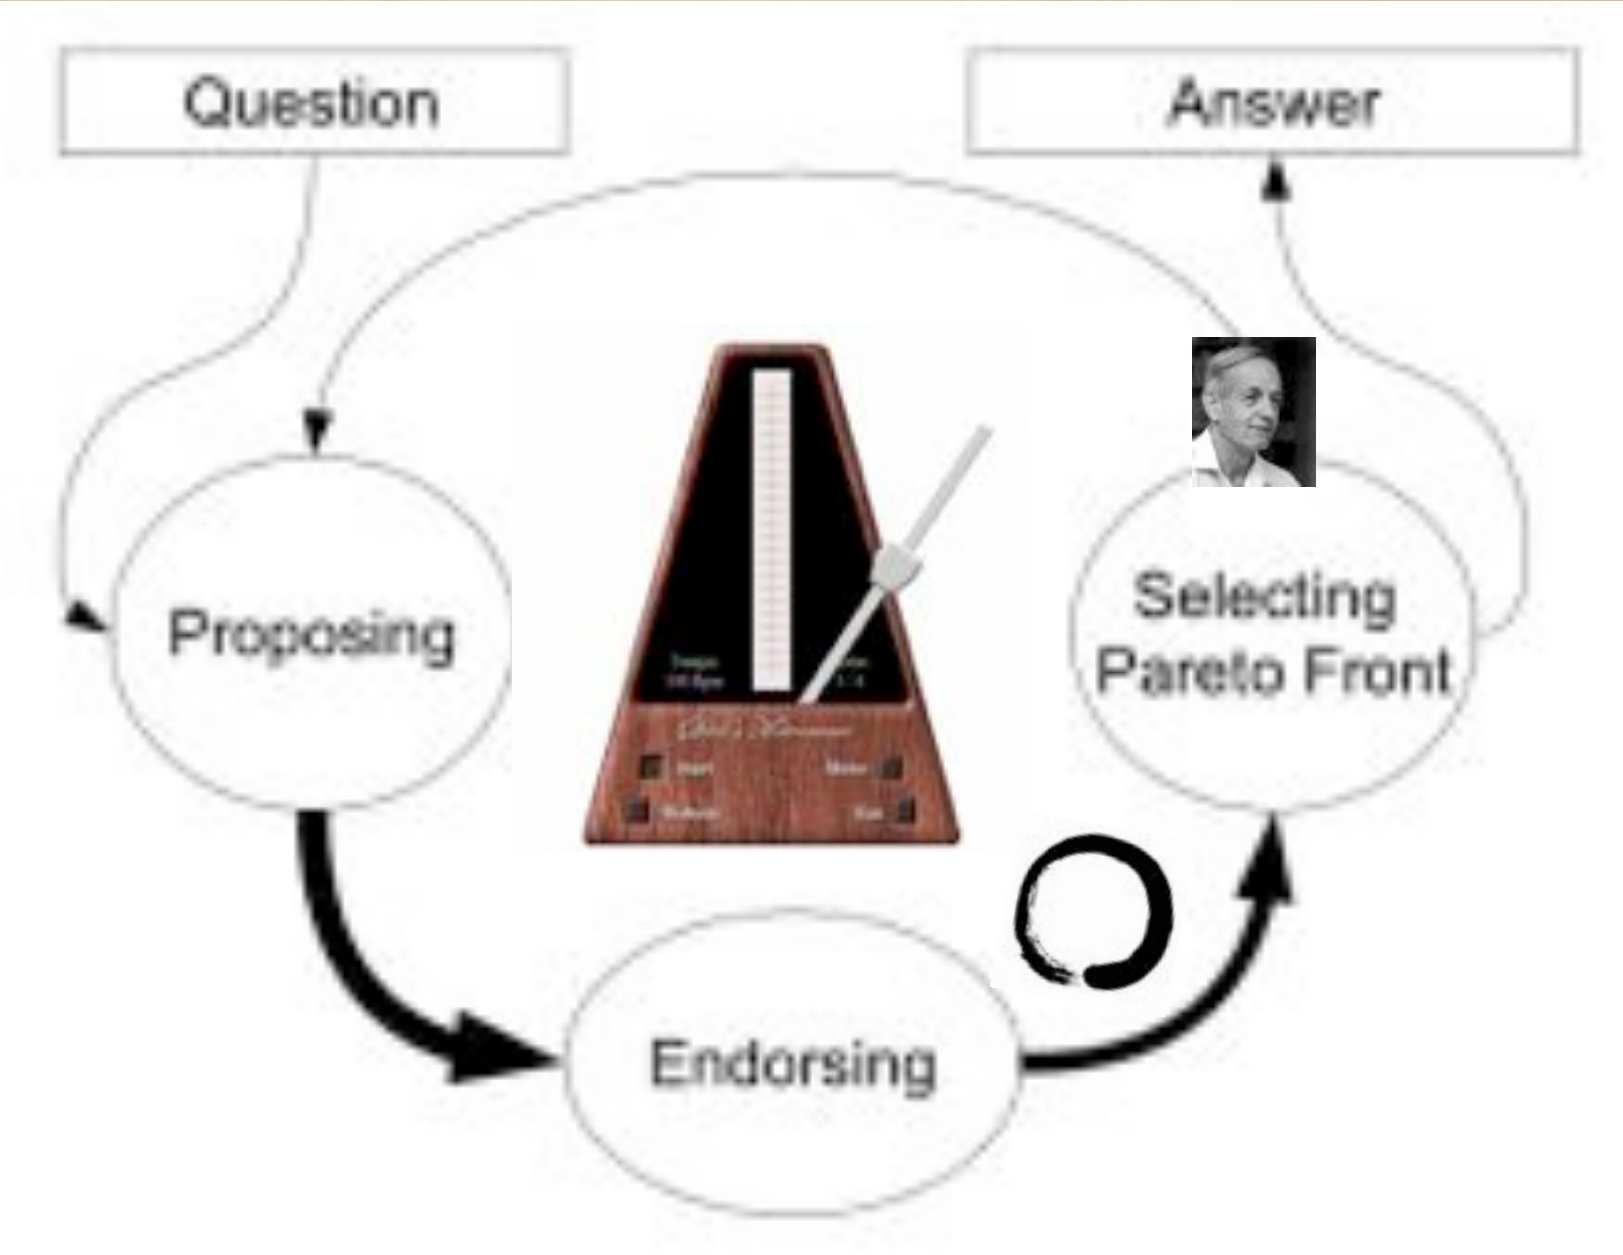 Question
Answer
Proposing
Selecting
Pareto Front
Endorsing